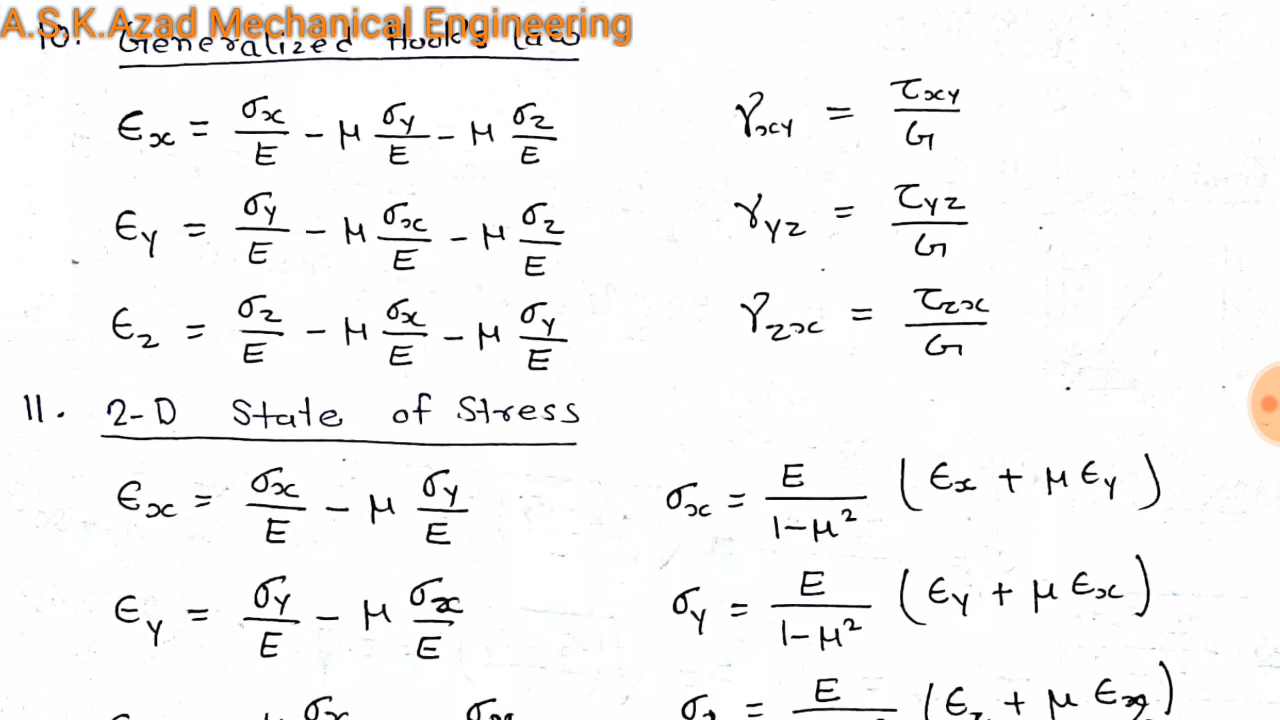 A.S.K.Azad Mechanical Engineering
10. Generalized Hook's law
ϵx = σx/E - μ σy/E - μ σz/E
γxy = τxy/G
ϵy = σy/E - μ σx/E - μ σz/E
γyz = τyz/G
ϵz = σz/E - μ σx/E - μ σy/E
γzx = τzx/G
11. 2-D State of Stress
ϵx = σx/E - μ σy/E
σx = E/1-μ² (ϵx + μ ϵy)
ϵy = σy/E - μ σx/E
σy = E/1-μ² (ϵy + μ ϵx)